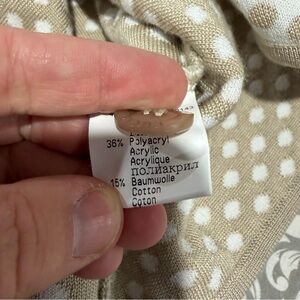 36% Polyacryl
Acrylic
Acrylique
полиакрил
15% Baumwolle
Cotton
Coton